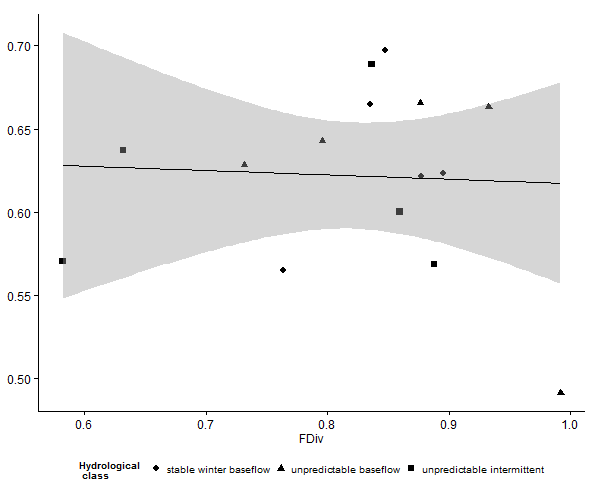 0.70
0.65
0.60
0.55
0.50
0.6 0.7 0.8 0.9 1.0
FDiv
Hydrological
class
stable winter baseflow unpredictable baseflow unpredictable intermittent